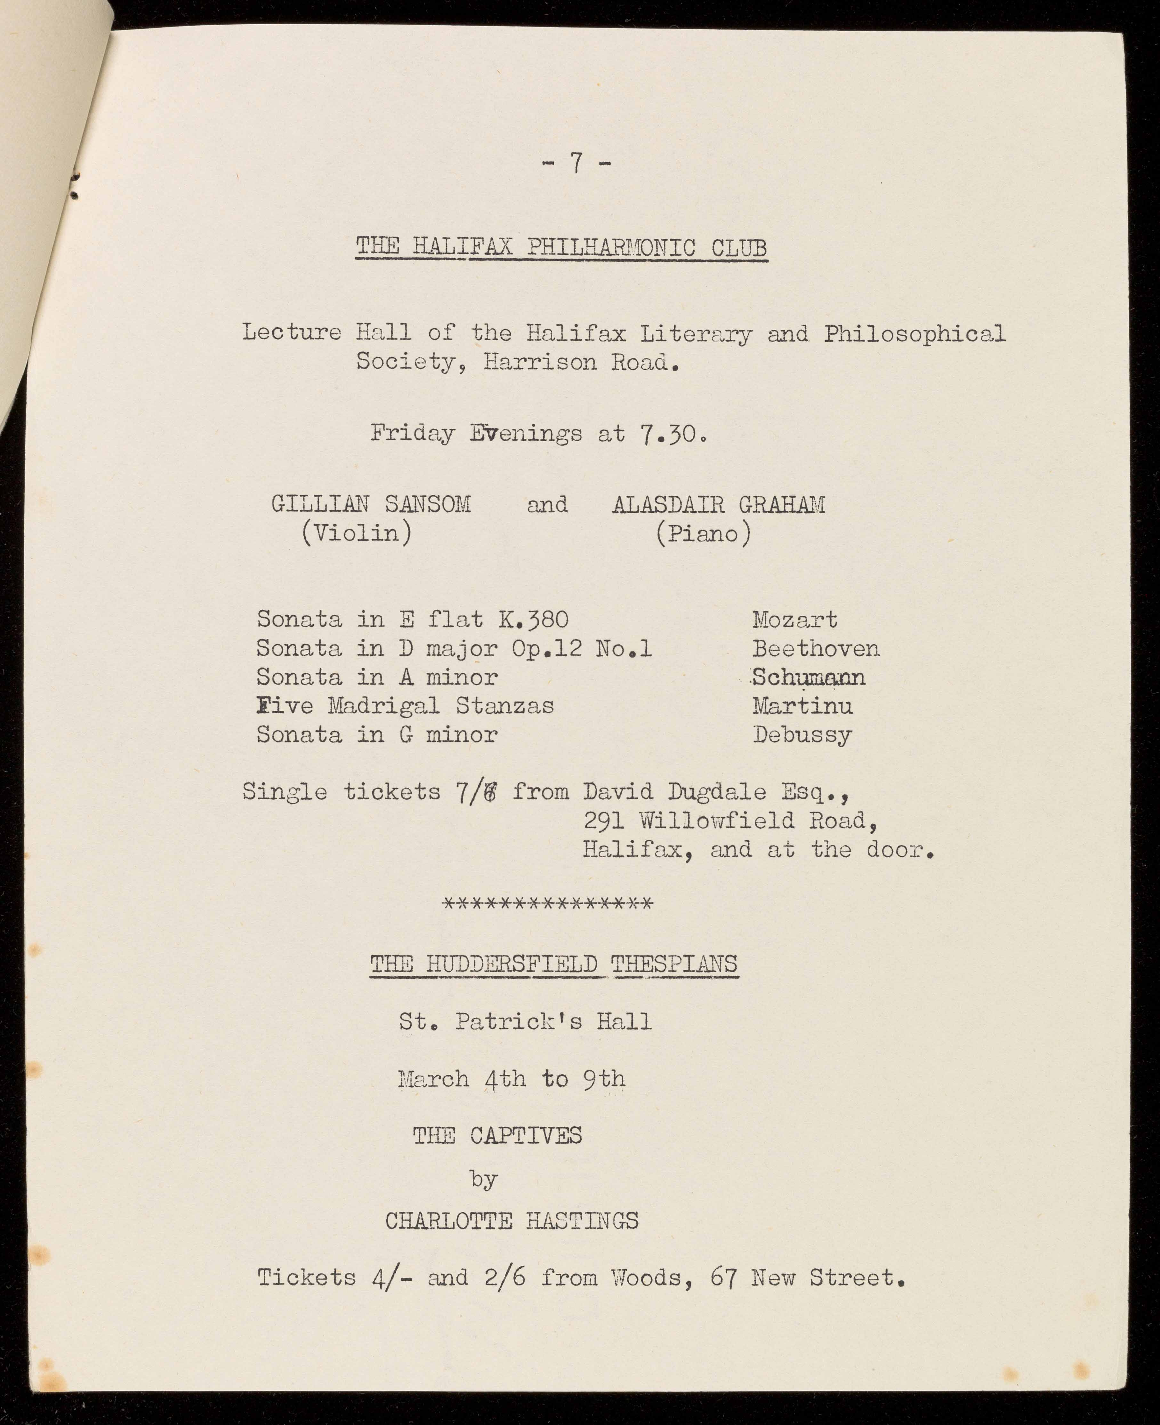 - 7 -
THE HALIFAX PHILHARMONIC CLUB
Lecture Hall of the Halifax Literary and Philosophical
Society, Harrison Road.
Friday Evenings at 7.30.
GILLIAN SANSOM and ALASDAIR GRAHAM
(Violin) (Piano)
Sonata in E flat K.380 Mozart
Sonata in D major Op.12 No.1 Beethoven
Sonata in A minor Schumann
Five Madrigal Stanzas Martinu
Sonata in G minor Debussy
Single tickets 7/6 from David Dugdale Esq.,
291 Willowfield Road,
Halifax, and at the door.
***************
THE HUDDERSFIELD THESPIANS
St. Patrick's Hall
March 4th to 9th
THE CAPTIVES
by
CHARLOTTE HASTINGS
Tickets 4/- and 2/6 from Woods, 67 New Street.